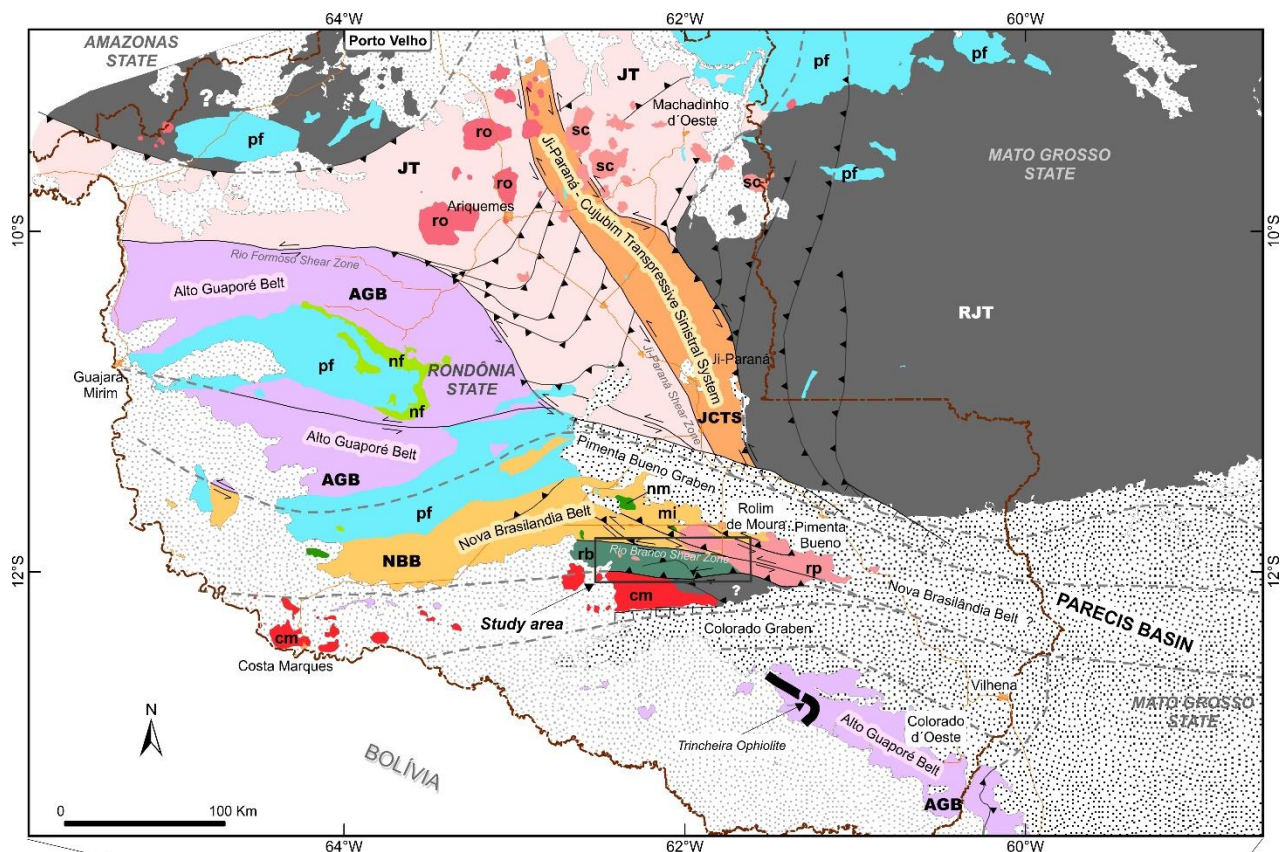 64°W
62°W
60°W
AMAZONAS
STATE
Porto Velho
JT
pf
pf
?
Machadinho
d´Oeste
pf
ro
sc
sc
MATO GROSSO
STATE
JT
Ji-Paraná - Cujubim Transpressive Sinistral System
ro
sc
pf
Ariquemes
ro
10°S
10°S
Rio Formoso Shear Zone
Alto Guaporé Belt
AGB
RJT
Ji-Paraná Shear Zone
Ji-Paraná
nf
pf
RONDÔNIA
STATE
Guajará
Mirim
nf
JCTS
Alto Guaporé Belt
AGB
Pimenta Bueno Graben
nm
mi
Rolim
de Moura
Pimenta
Bueno
pf
Nova Brasilandia Belt
NBB
rb
Rio Branco Shear Zone
rp
12°S
12°S
cm
?
Nova Brasilândia Belt
?
PARECIS BASIN
Study area
Colorado Graben
cm
Costa Marques
Vilhena
MATO GROSSO
STATE
Alto Guaporé Belt
Colorado
d´Oeste
Trincheira Ophiolite
N
BOLÍVIA
AGB
0
100 Km
64°W
62°W
60°W